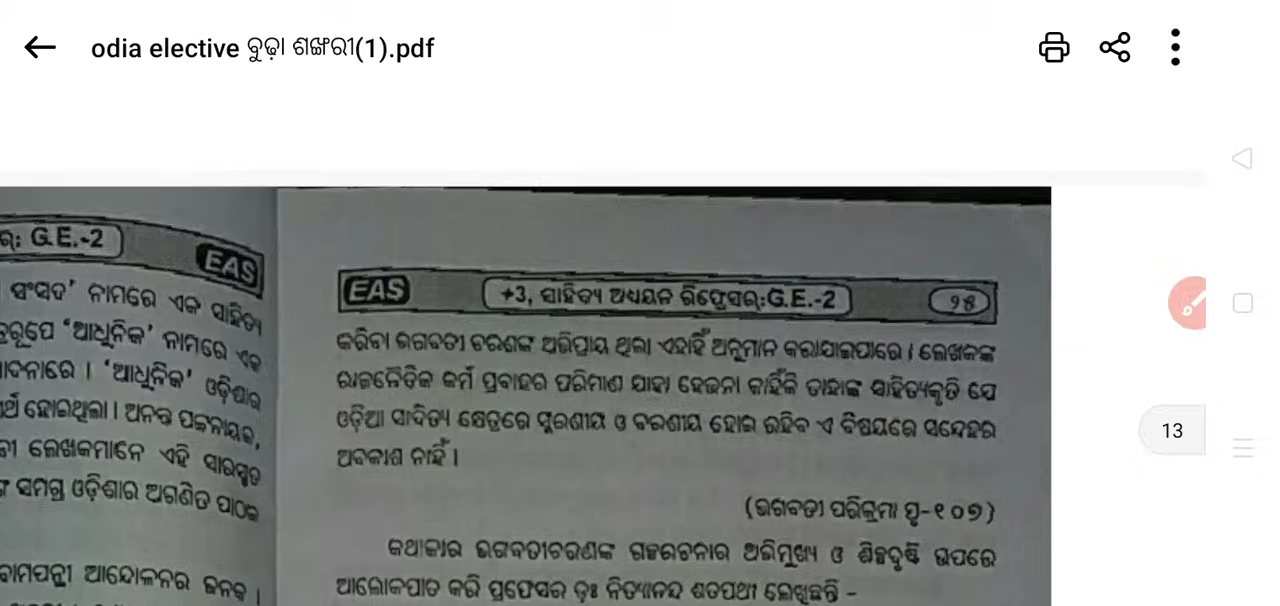 odia elective ବୁଢ଼ା ଶଙ୍ଖାରୀ(1).pdf
ର୍: G.E.-2
EAS
ସଂସଦ’ ନାମରେ ଏକ ସାହିତ୍ୟ
‘ଆଧୁନିକ’ ନାମରେ ଏକ
‘ଆଧୁନିକ’ ଓଡ଼ିଶାର
ହୋଇଥିଲା । ଅନନ୍ତ ପଟ୍ଟନାୟକ,
ଲେଖକମାନେ ଏହି ସାରସ୍ୱତ
ସମଗ୍ର ଓଡ଼ିଶାର ଅଗଣିତ ପାଠକ
ବାମପନ୍ଥୀ ଆନ୍ଦୋଳନର ଜନକ ।
EAS
+3, ସାହିତ୍ୟ ଅଧ୍ୟୟନ ରିଫ୍ରେସର୍:G.E.-2
୨୫
କରିବା ଭଗବତୀ ଚରଣଙ୍କ ଅଭିପ୍ରାୟ ଥିଲା ଏହାହିଁ ଅନୁମାନ କରାଯାଇପାରେ । ଲେଖକଙ୍କ
ରାଜନୈତିକ କର୍ମ ପ୍ରବାହର ପରିମାଣ ଯାହା ହେଉନା କାହିଁକି ତାହାଙ୍କ ସାହିତ୍ୟକୃତି ଯେ
ଓଡ଼ିଆ ସାହିତ୍ୟ କ୍ଷେତ୍ରରେ ସ୍ମରଣୀୟ ଓ ବରଣୀୟ ହୋଇ ରହିବ ଏ ବିଷୟରେ ସନ୍ଦେହର
ଅବକାଶ ନାହିଁ ।
(ଭଗବତୀ ପରିକ୍ରମା ପୃ-୧୦୭)
କଥାକାର ଭଗବତୀଚରଣଙ୍କ ଗଳ୍ପରଚନାର ଅଭିମୁଖ୍ୟ ଓ ଶିଳ୍ପଦୃଷ୍ଟି ଉପରେ
ଆଲୋକପାତ କରି ପ୍ରଫେସର ଡ଼ଃ ନିତ୍ୟାନନ୍ଦ ଶତପଥୀ ଲେଖିଛନ୍ତି –
13